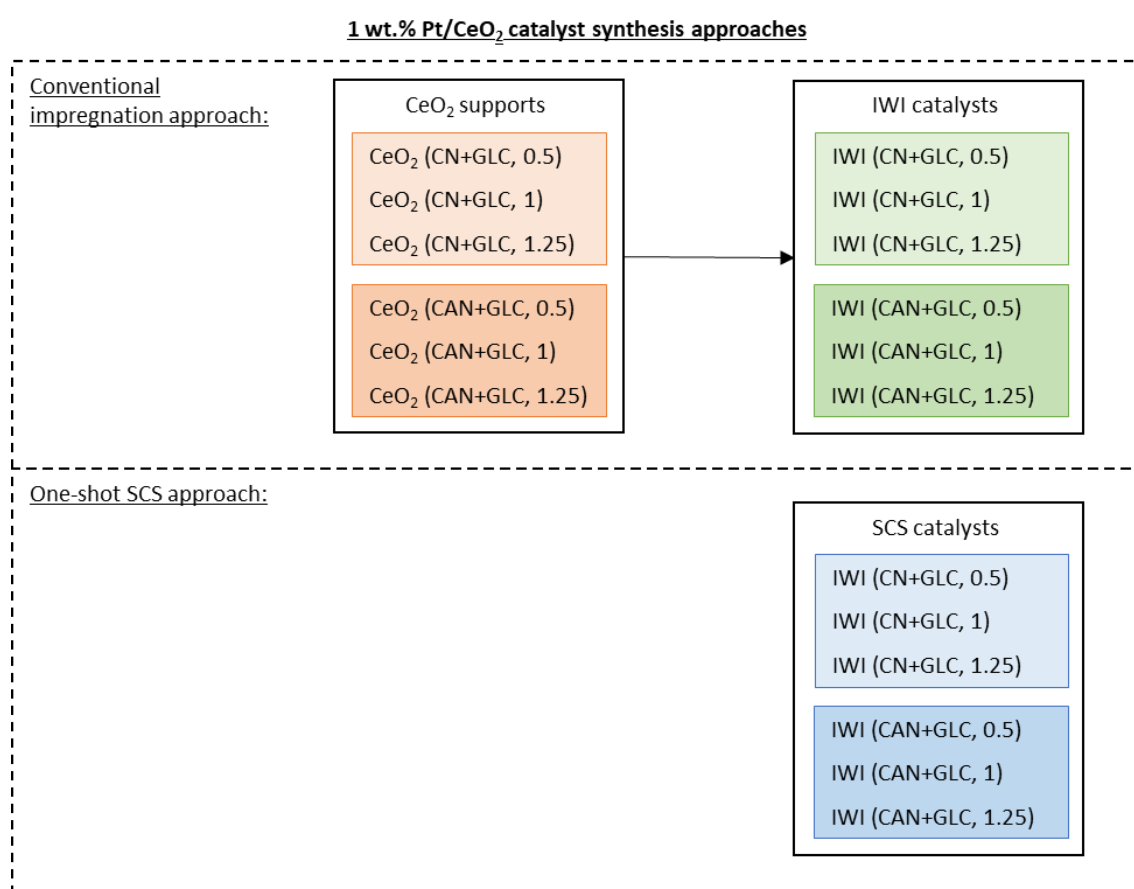 1 wt.% Pt/CeO₂ catalyst synthesis approaches
Conventional
impregnation approach:
CeO₂ supports
CeO₂ (CN+GLC, 0.5)
CeO₂ (CN+GLC, 1)
CeO₂ (CN+GLC, 1.25)
CeO₂ (CAN+GLC, 0.5)
CeO₂ (CAN+GLC, 1)
CeO₂ (CAN+GLC, 1.25)
IWI catalysts
IWI (CN+GLC, 0.5)
IWI (CN+GLC, 1)
IWI (CN+GLC, 1.25)
IWI (CAN+GLC, 0.5)
IWI (CAN+GLC, 1)
IWI (CAN+GLC, 1.25)
One-shot SCS approach:
SCS catalysts
IWI (CN+GLC, 0.5)
IWI (CN+GLC, 1)
IWI (CN+GLC, 1.25)
IWI (CAN+GLC, 0.5)
IWI (CAN+GLC, 1)
IWI (CAN+GLC, 1.25)